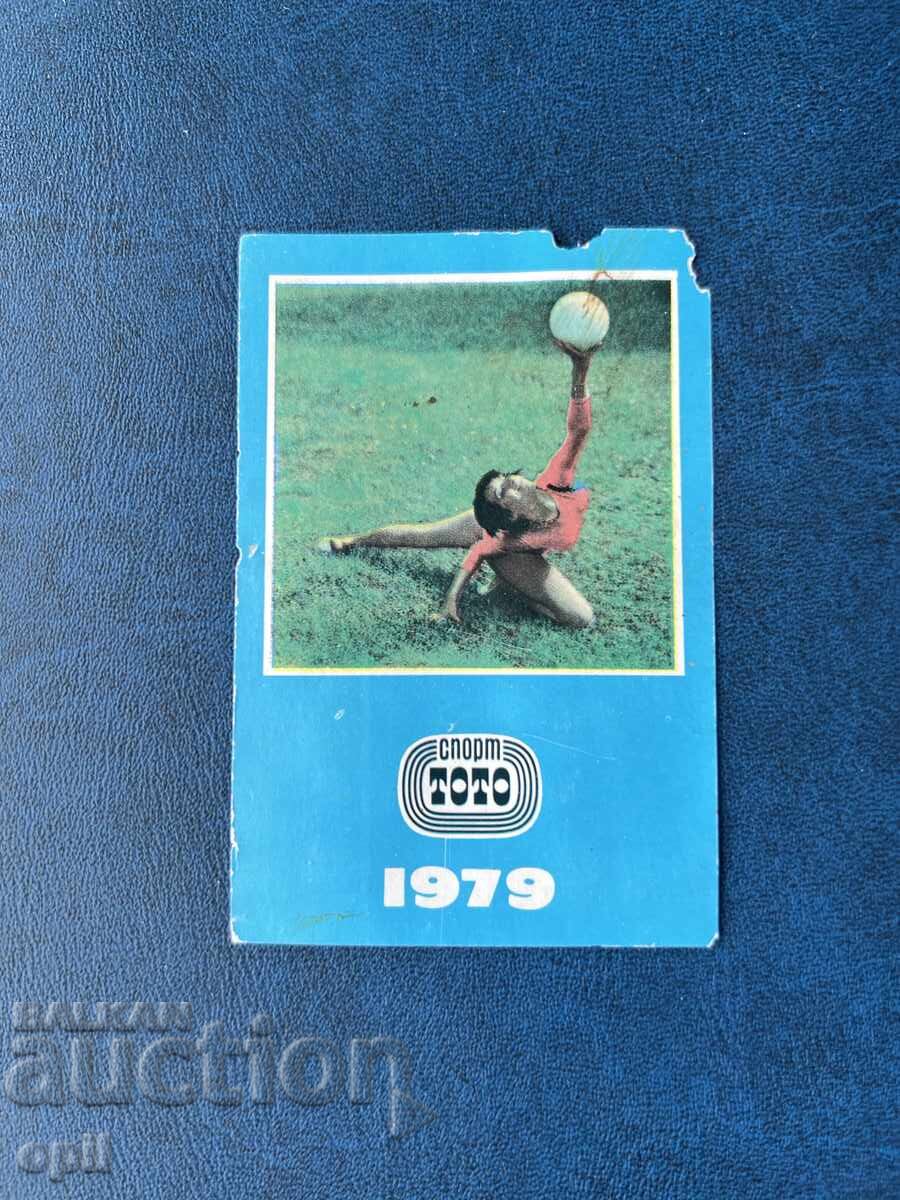 спорт
ТОТО
1979
BALKAN
auction
opil